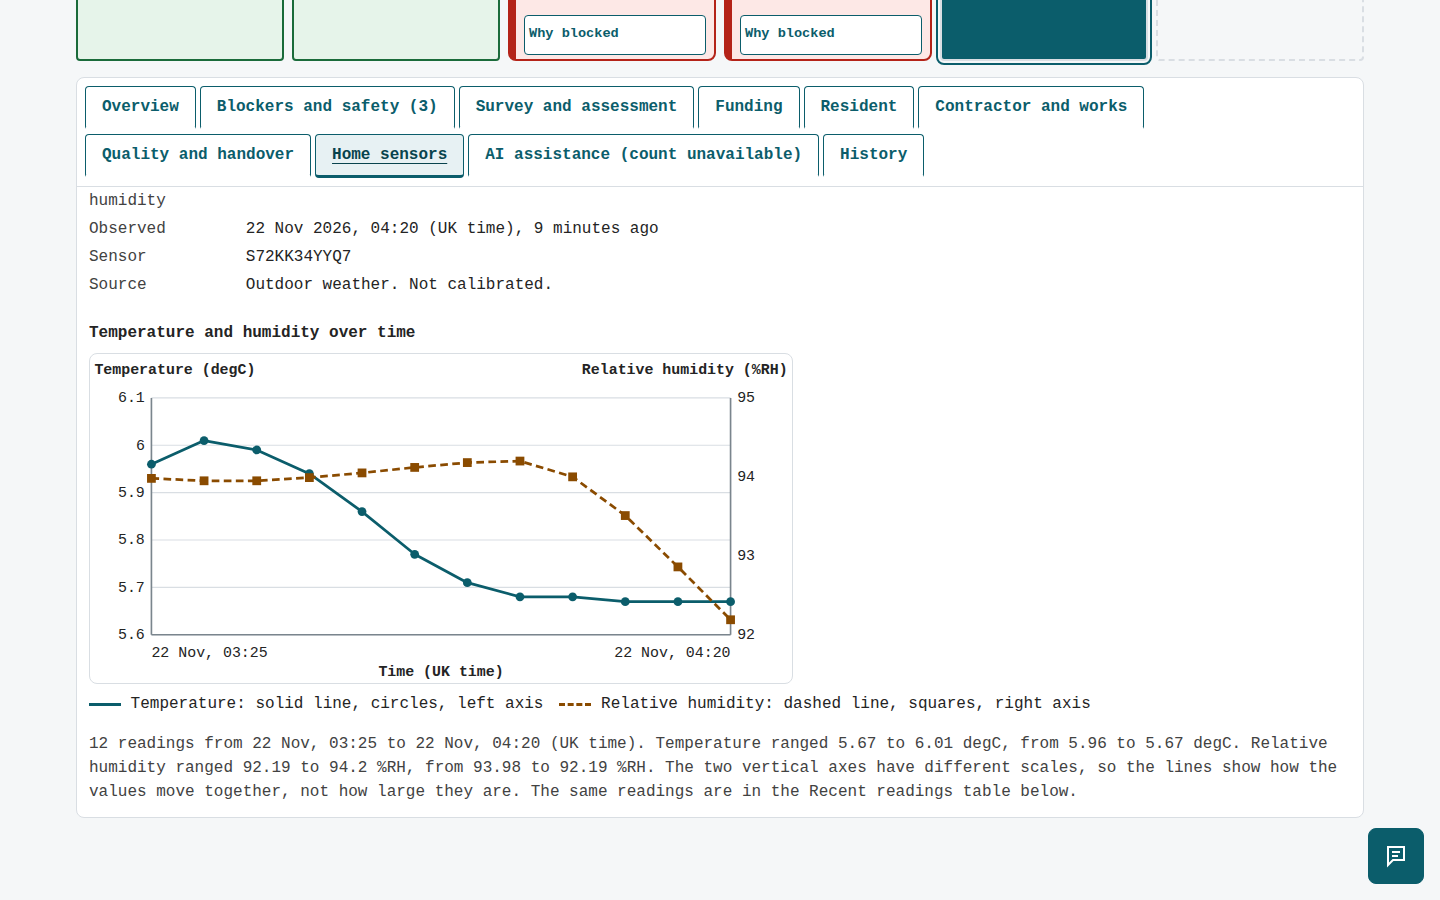 Why blocked
Why blocked
Overview
Blockers and safety (3)
Survey and assessment
Funding
Resident
Contractor and works
Quality and handover
Home sensors
AI assistance (count unavailable)
History
humidity
Observed 22 Nov 2026, 04:20 (UK time), 9 minutes ago
Sensor S72KK34YYQ7
Source Outdoor weather. Not calibrated.
Temperature and humidity over time
Temperature (degC) Relative humidity (%RH)
6.1 95
6
94
5.9
5.8
93
5.7
5.6 92
22 Nov, 03:25 22 Nov, 04:20
Time (UK time)
Temperature: solid line, circles, left axis Relative humidity: dashed line, squares, right axis
12 readings from 22 Nov, 03:25 to 22 Nov, 04:20 (UK time). Temperature ranged 5.67 to 6.01 degC, from 5.96 to 5.67 degC. Relative
humidity ranged 92.19 to 94.2 %RH, from 93.98 to 92.19 %RH. The two vertical axes have different scales, so the lines show how the
values move together, not how large they are. The same readings are in the Recent readings table below.